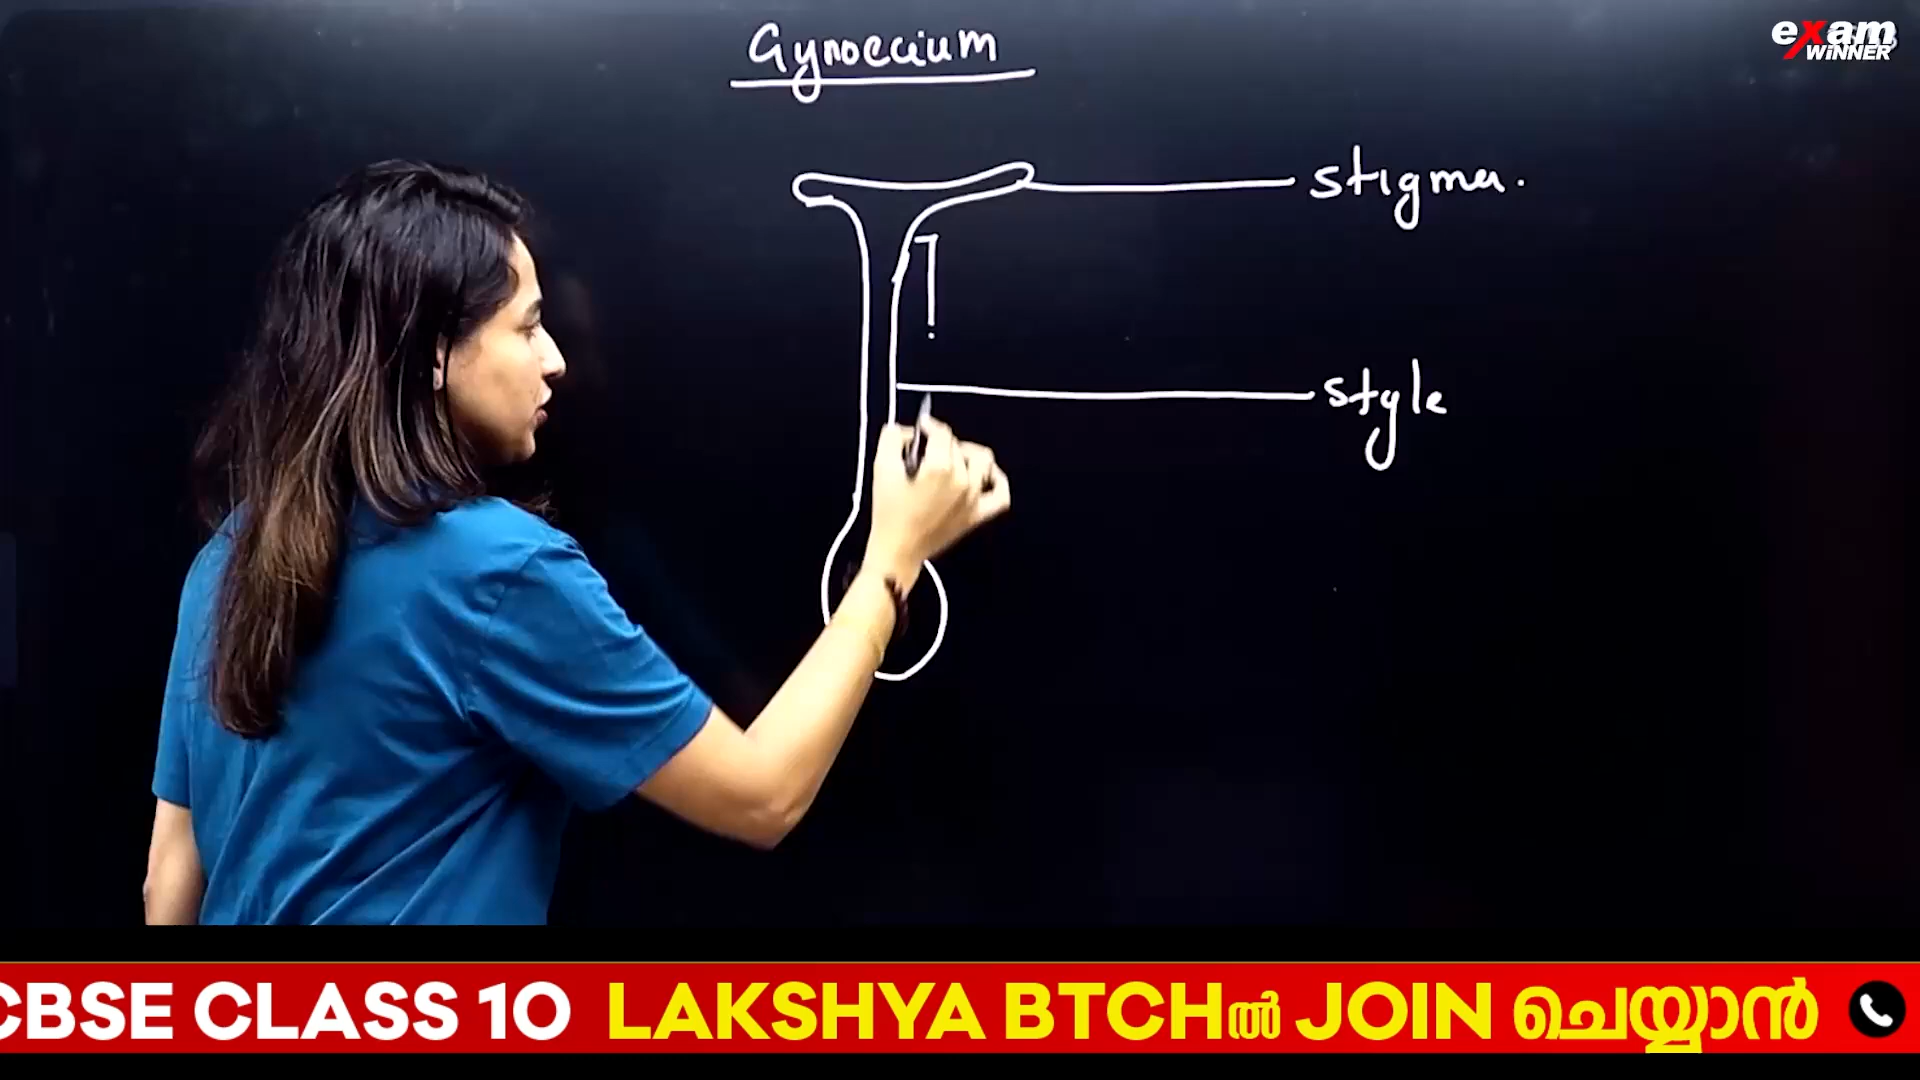 Gynoecium
exam
WINNER
stigma.
style
CBSE CLASS 10 LAKSHYA BTCHൽ JOIN ചെയ്യാൻ